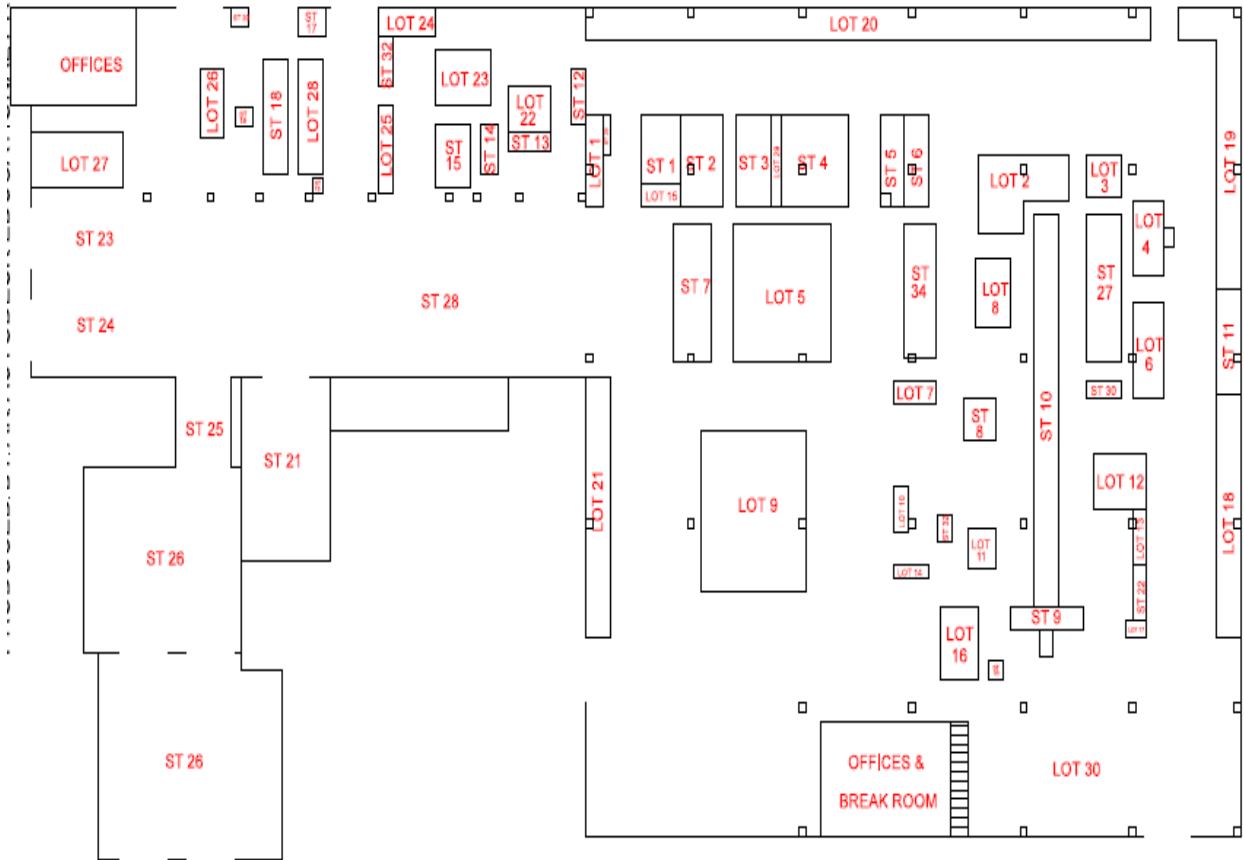 OFFICES
LOT 27
LOT 26
ST 18
ST
17
LOT 28
LOT 24
ST 32
LOT 25
LOT 23
ST
15
ST 14
LOT
22
ST 13
ST 12
LOT 1
LOT 20
ST 1
ST 2
LOT 15
ST 3
LOT 29
ST 4
ST 5
ST 6
LOT 2
LOT
3
LOT
4
LOT 19
ST 23
ST 24
ST 28
ST 7
LOT 5
ST
34
LOT
8
ST
27
LOT
6
ST 11
ST 25
ST 21
LOT 21
LOT 9
LOT 7
ST
8
ST 10
ST 30
LOT 12
LOT 18
LOT 10
ST 32
LOT
11
LOT 13
ST 26
LOT 14
ST 22
LOT
16
ST 9
ST 26
OFFICES &
BREAK ROOM
LOT 30